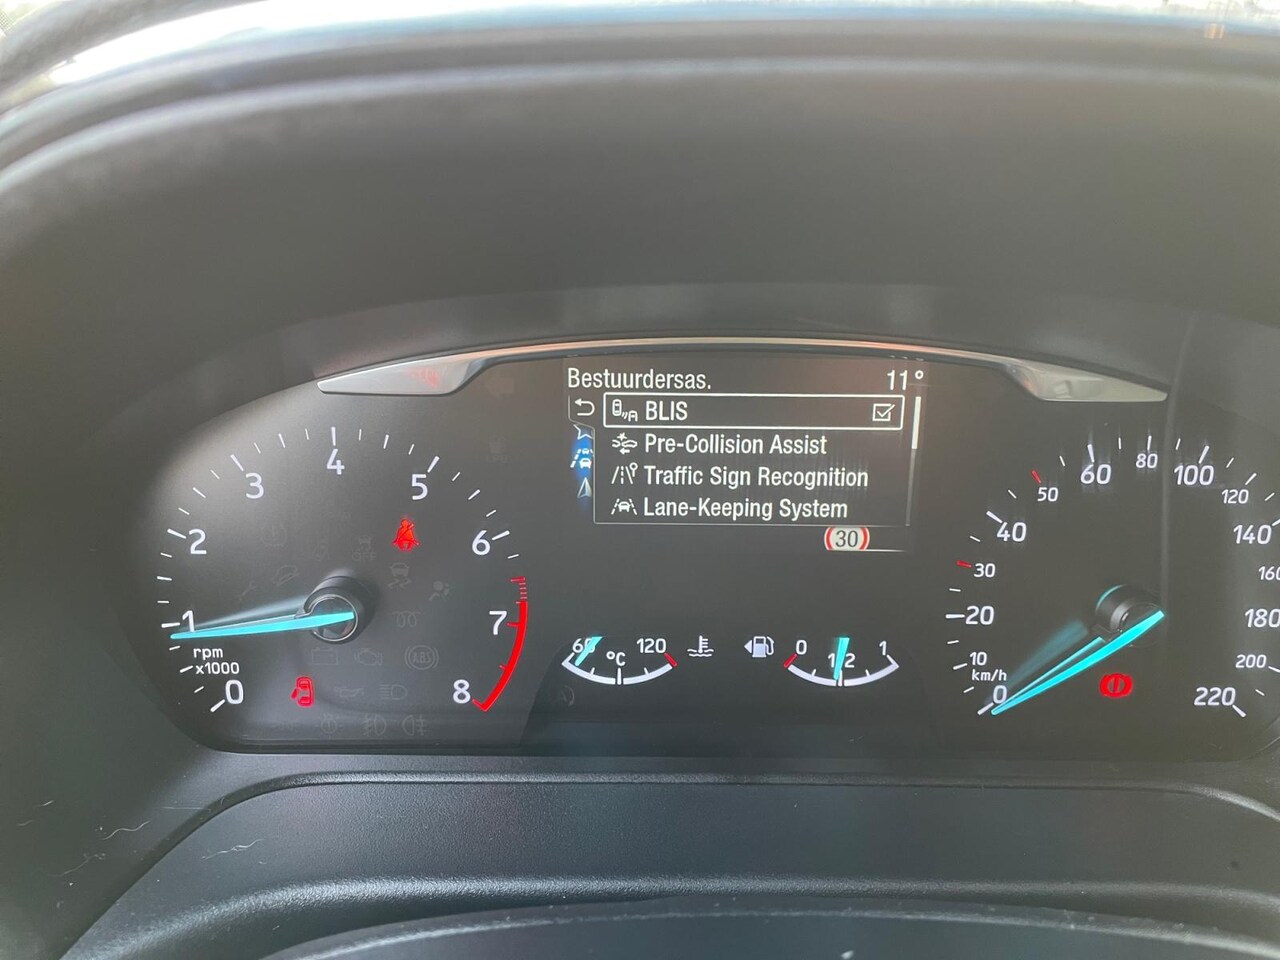 Bestuurdersas. 11°
BLIS
Pre-Collision Assist
Traffic Sign Recognition
Lane-Keeping System
30
0
1
2
3
4
5
6
7
8
rpm
x1000
ABS
60 °C 120
0 1/2 1
0
10
20
30
40
50
60
80
100
120
140
160
180
200
220
km/h